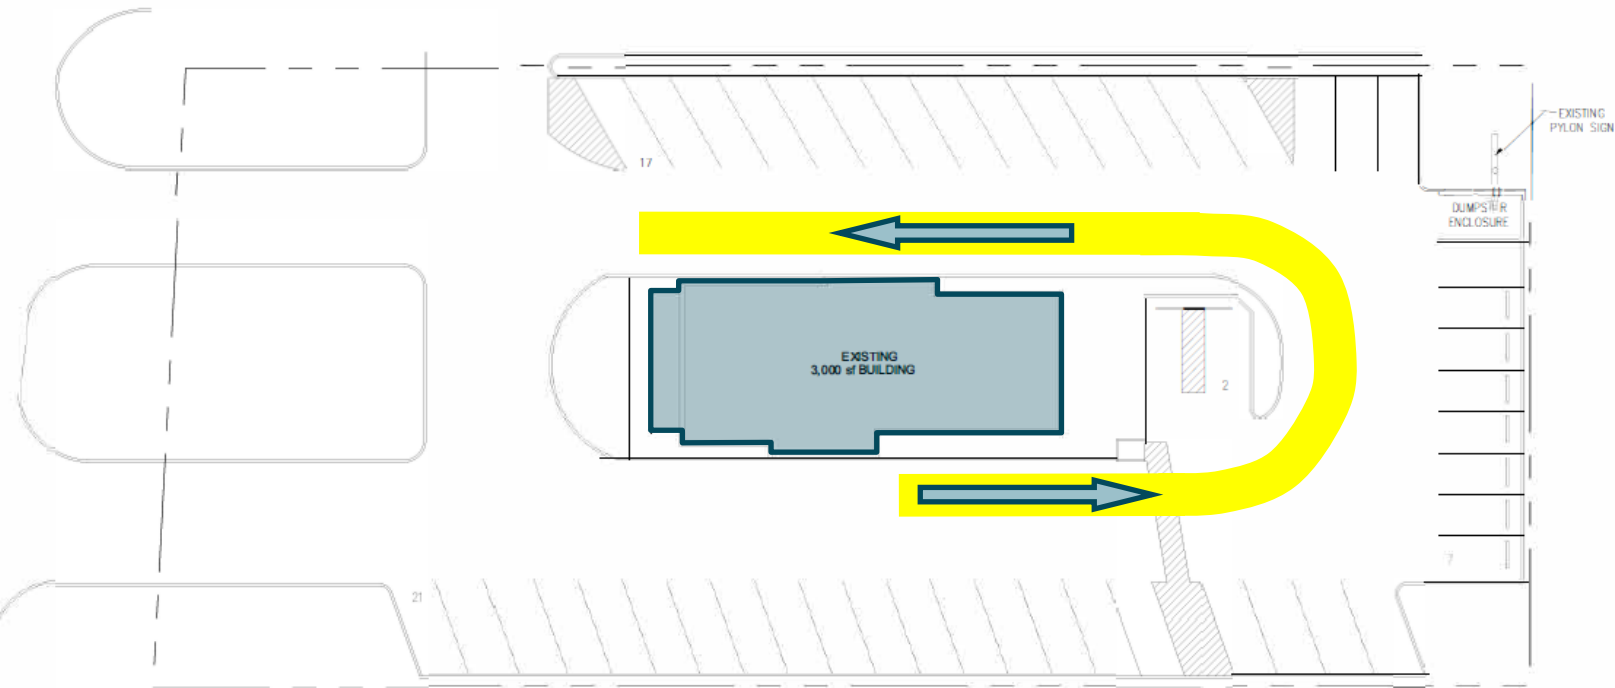 EXISTING
PYLON SIGN
17
DUMPSTER
ENCLOSURE
EXISTING
3,000 sf BUILDING
2
7
21